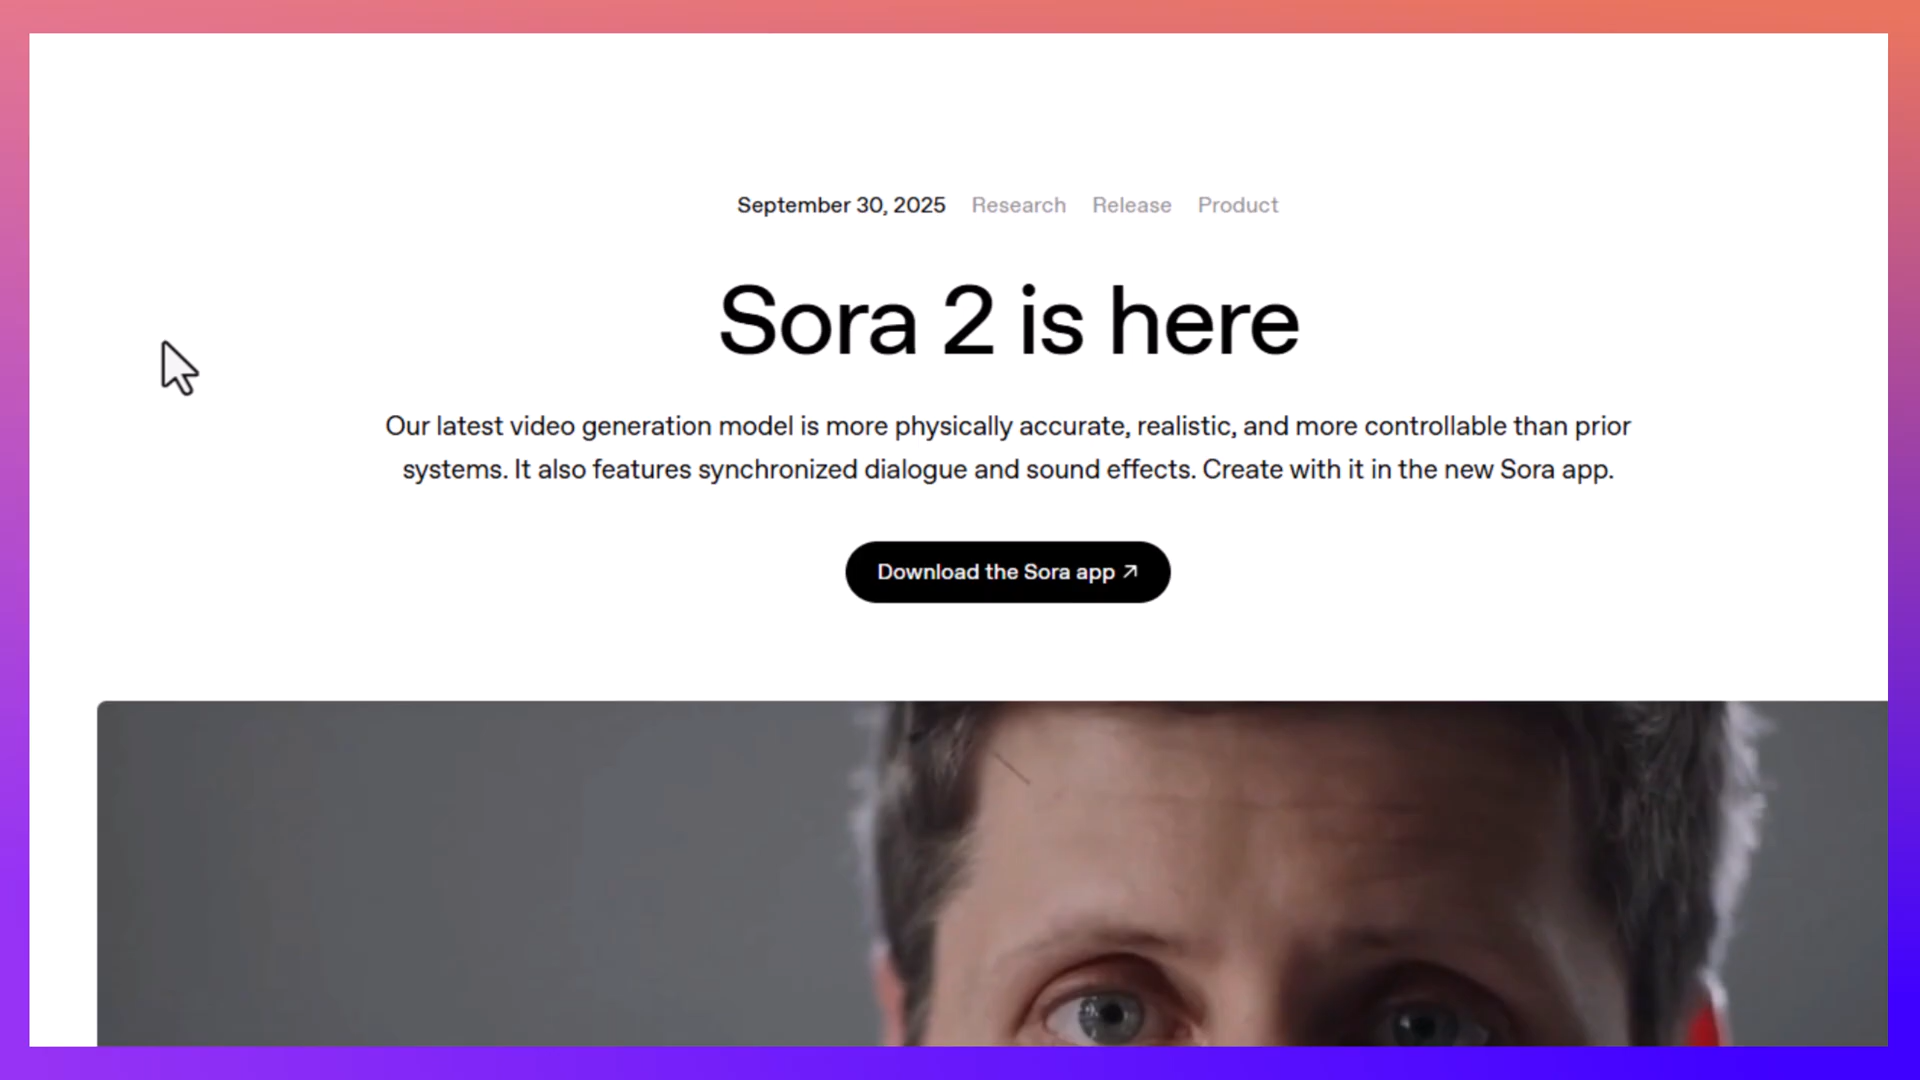 September 30, 2025 Research Release Product
Sora 2 is here
Our latest video generation model is more physically accurate, realistic, and more controllable than prior
systems. It also features synchronized dialogue and sound effects. Create with it in the new Sora app.
Download the Sora app ↗